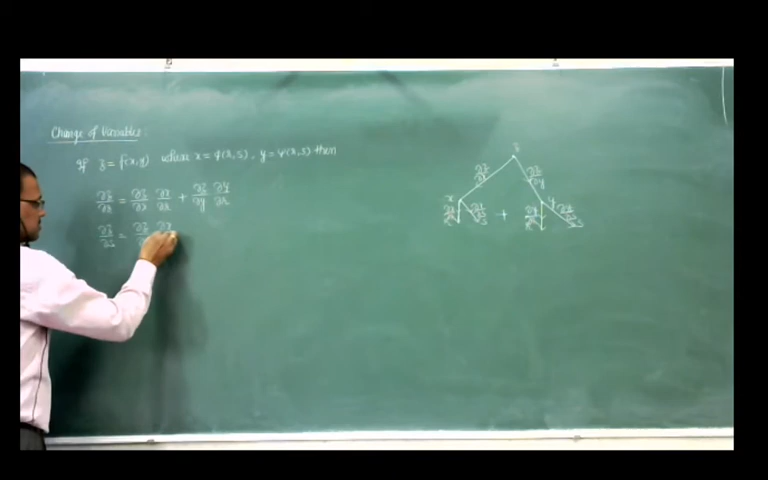 Change of Variables:
If z = f(x,y) where x = φ(r,s), y = ψ(r,s) then
∂z/∂r = ∂z/∂x ∂x/∂r + ∂z/∂y ∂y/∂r
∂z/∂s = ∂z/ ∂x
z
∂z/∂x ∂z/∂y
x y
∂x/∂r ∂x/∂s + ∂y/∂r ∂y/∂s